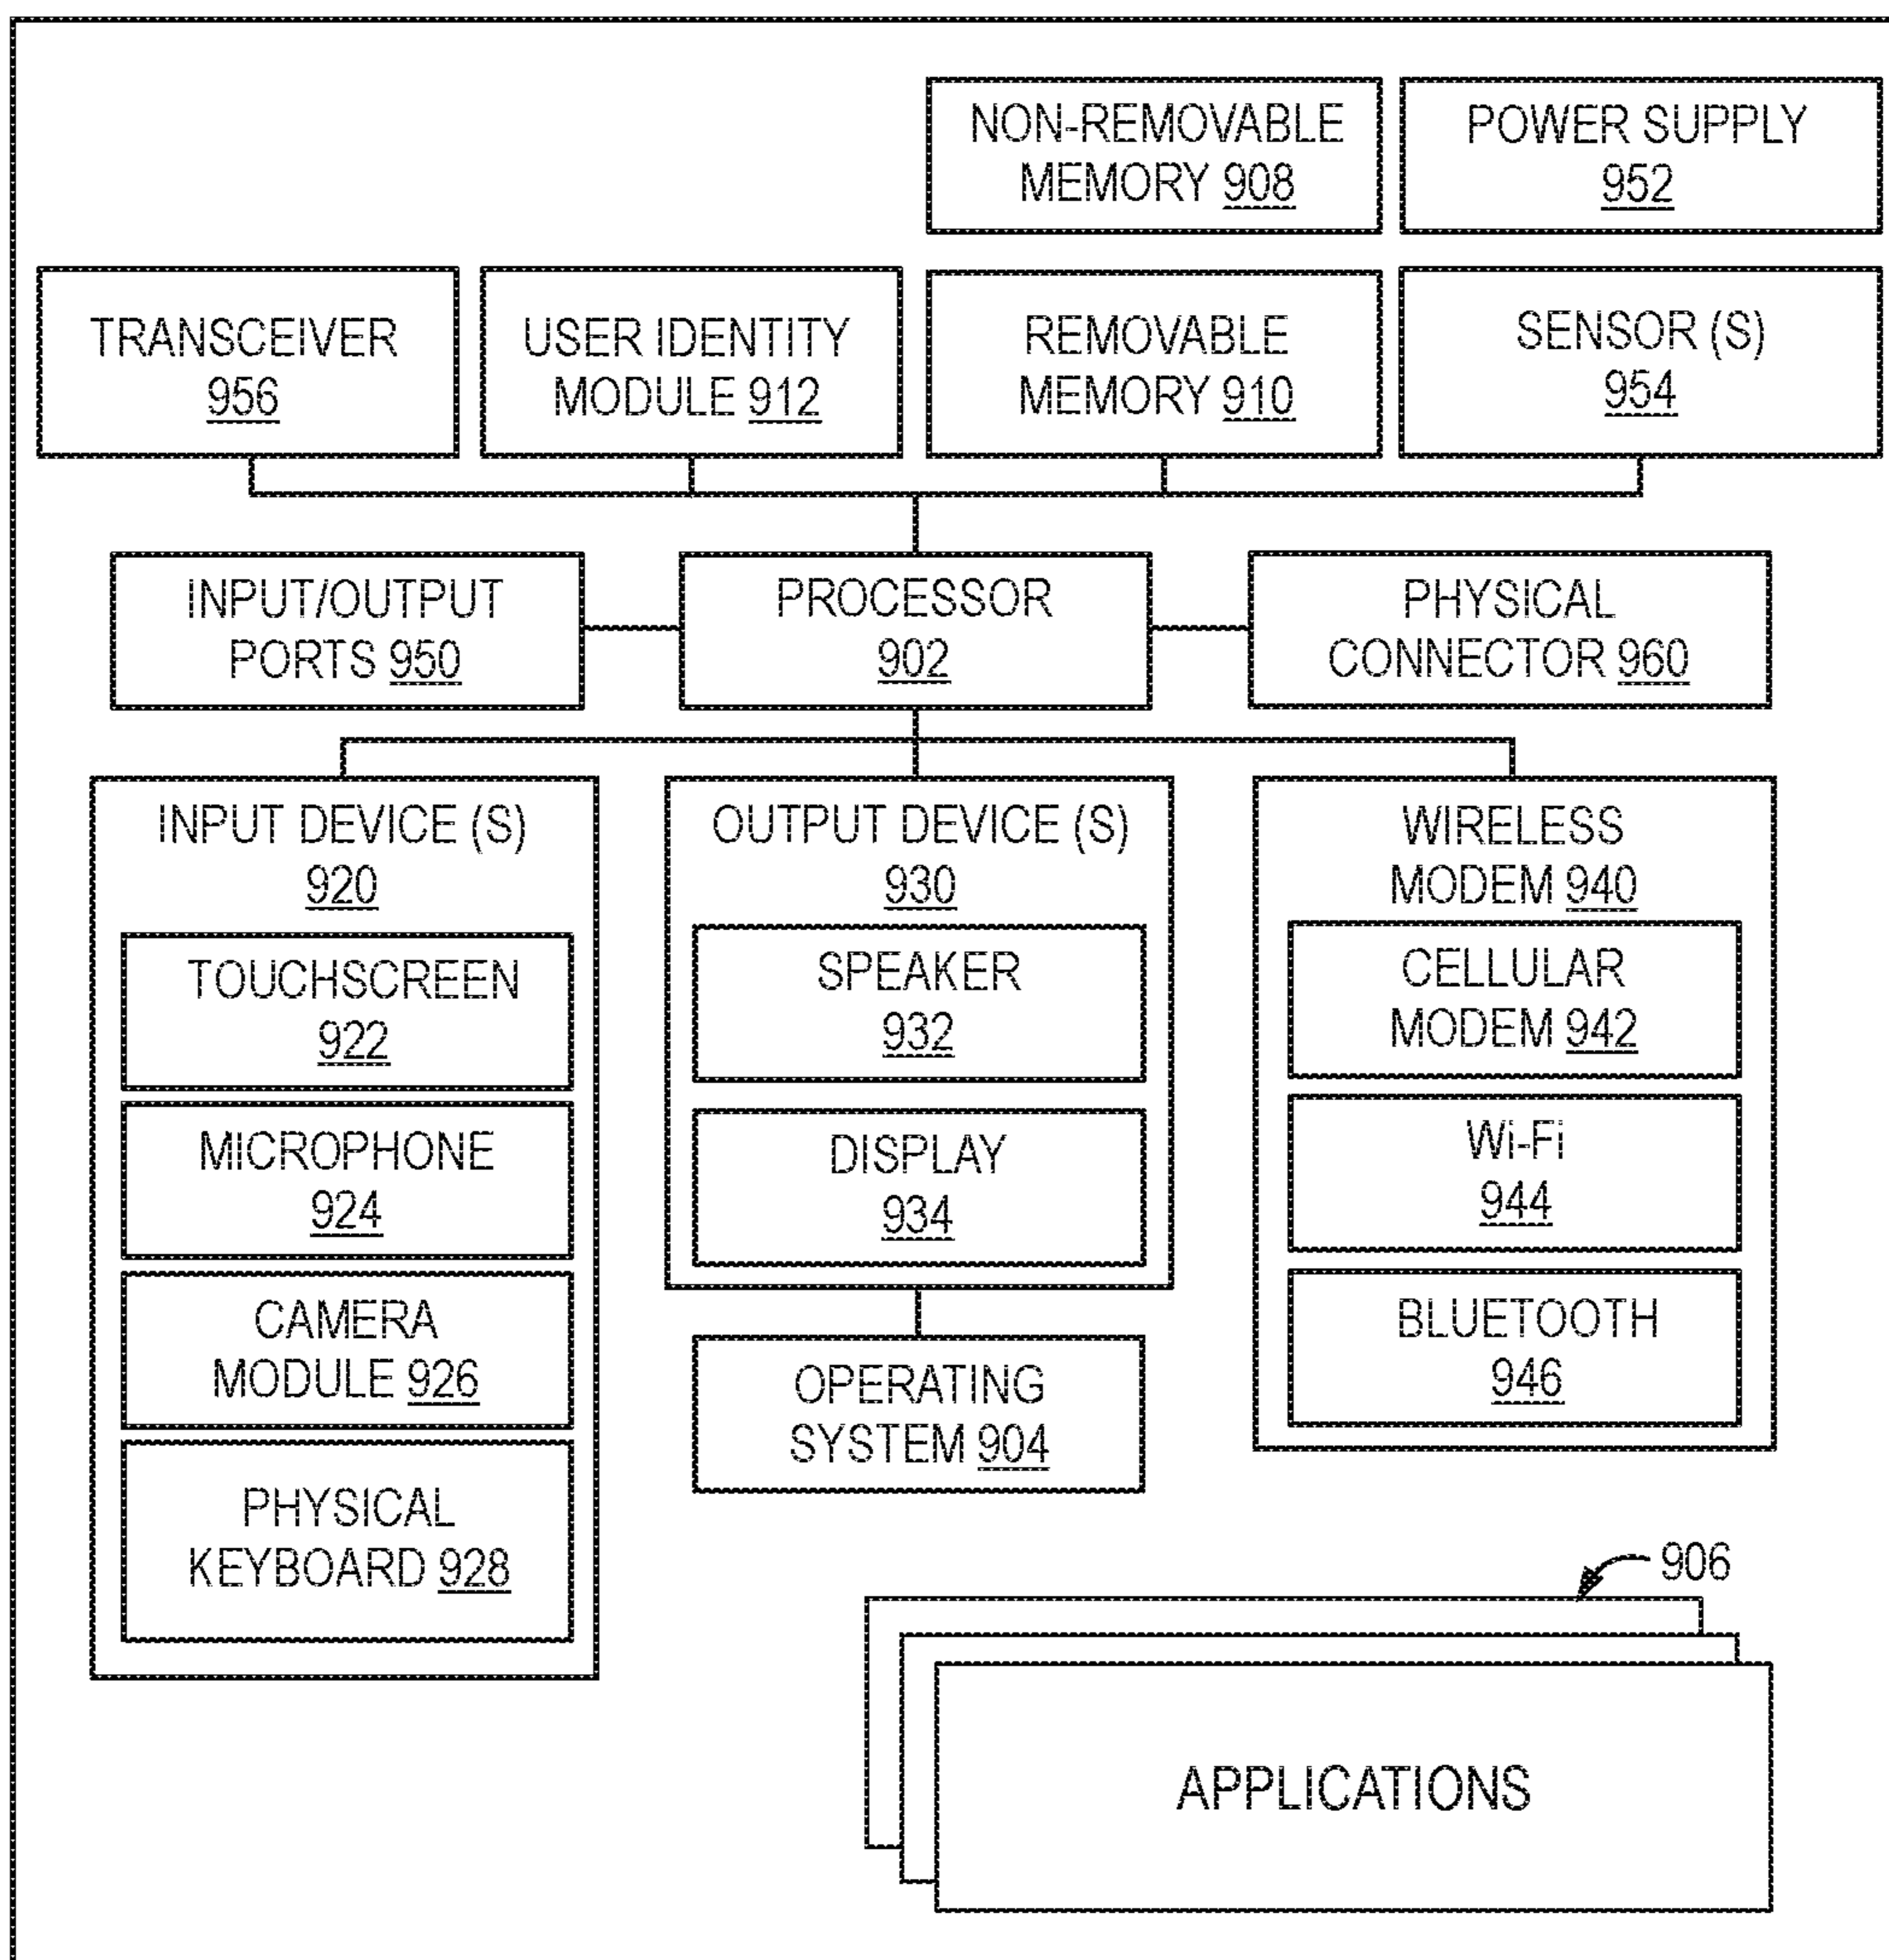 NON-REMOVABLE
MEMORY 908
POWER SUPPLY
952
TRANSCEIVER
956
USER IDENTITY
MODULE 912
REMOVABLE
MEMORY 910
SENSOR (S)
954
INPUT/OUTPUT
PORTS 950
PROCESSOR
902
PHYSICAL
CONNECTOR 960
INPUT DEVICE (S)
920
TOUCHSCREEN
922
MICROPHONE
924
CAMERA
MODULE 926
PHYSICAL
KEYBOARD 928
OUTPUT DEVICE (S)
930
SPEAKER
932
DISPLAY
934
OPERATING
SYSTEM 904
WIRELESS
MODEM 940
CELLULAR
MODEM 942
Wi-Fi
944
BLUETOOTH
946
906
APPLICATIONS